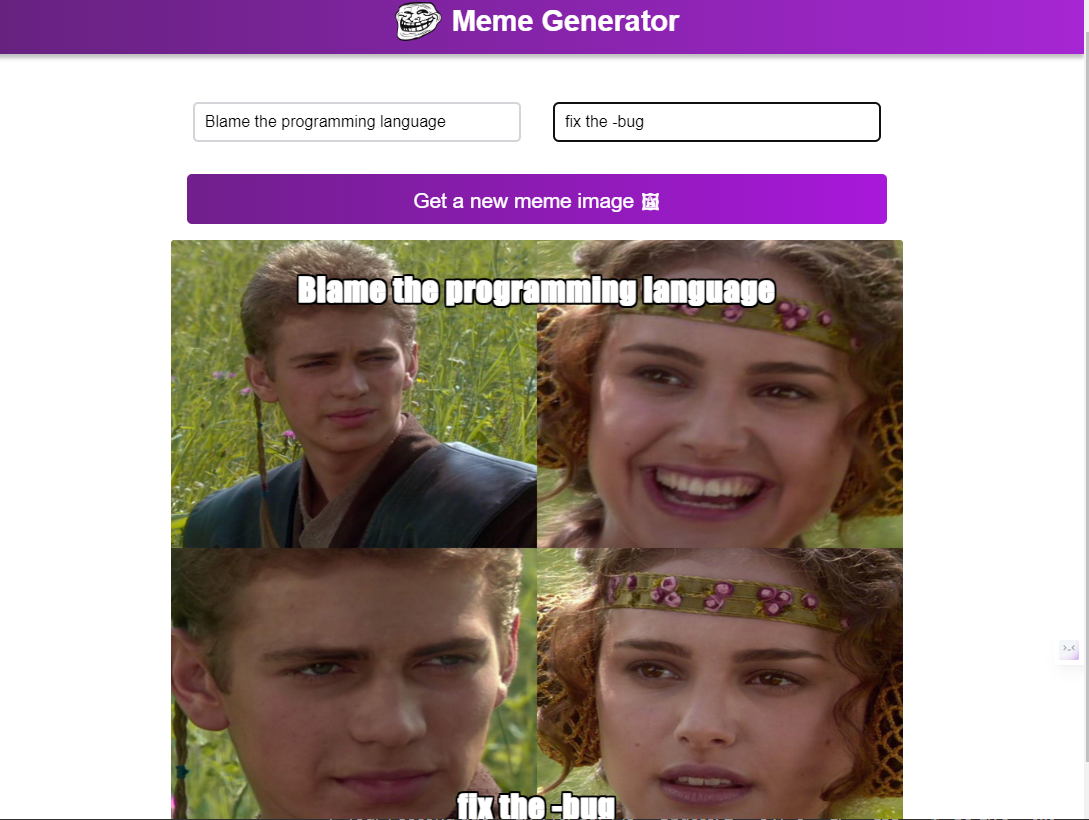 Meme Generator
Blame the programming language
fix the -bug
Get a new meme image
Blame the programming language
fix the -bug